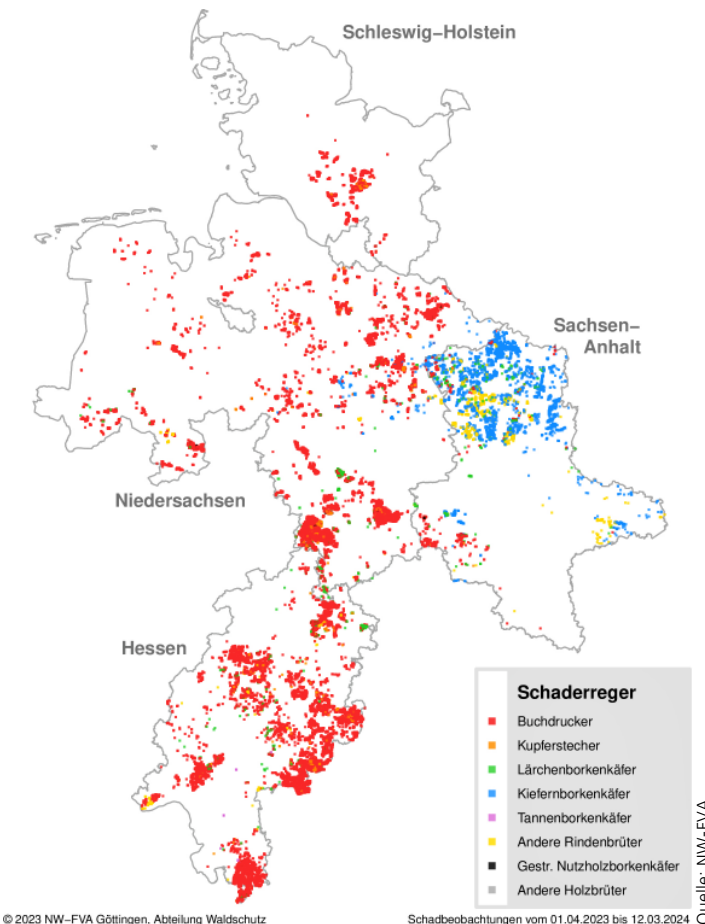 Schleswig−Holstein
Sachsen−
Anhalt
Niedersachsen
Hessen
Schaderreger
Buchdrucker
Kupferstecher
Lärchenborkenkäfer
Kiefernborkenkäfer
Tannenborkenkäfer
Andere Rindenbrüter
Gestr. Nutzholzborkenkäfer
Andere Holzbrüter
Quelle: NW-FVA
© 2023 NW−FVA Göttingen, Abteilung Waldschutz
Schadbeobachtungen vom 01.04.2023 bis 12.03.2024